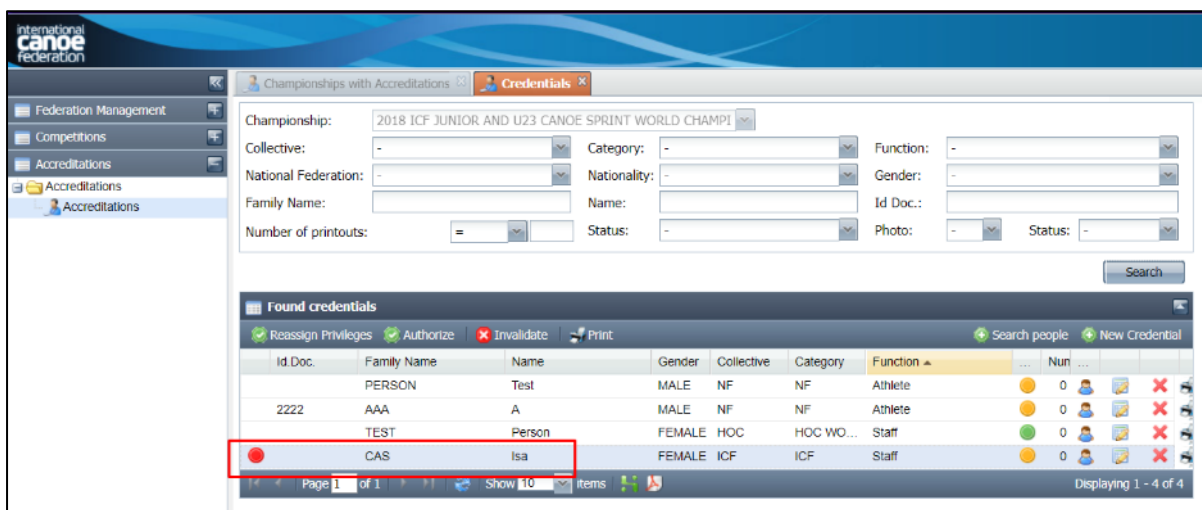 international
canoe
federation
Championships with Accreditations
Credentials
Federation Management
Competitions
Accreditations
Accreditations
Accreditations
Championship: 2018 ICF JUNIOR AND U23 CANOE SPRINT WORLD CHAMPI
Collective: - Category: - Function: -
National Federation: - Nationality: - Gender: -
Family Name: Name: Id Doc.:
Number of printouts: = Status: - Photo: - Status: -
Search
Found credentials
Reassign Privileges Authorize Invalidate Print Search people New Credential
Id.Doc. Family Name Name Gender Collective Category Function ... Nun ...
PERSON Test MALE NF NF Athlete 0
2222 AAA A MALE NF NF Athlete 0
TEST Person FEMALE HOC HOC WO... Staff 0
CAS Isa FEMALE ICF ICF Staff 0
Page 1 of 1 Show 10 items Displaying 1 - 4 of 4